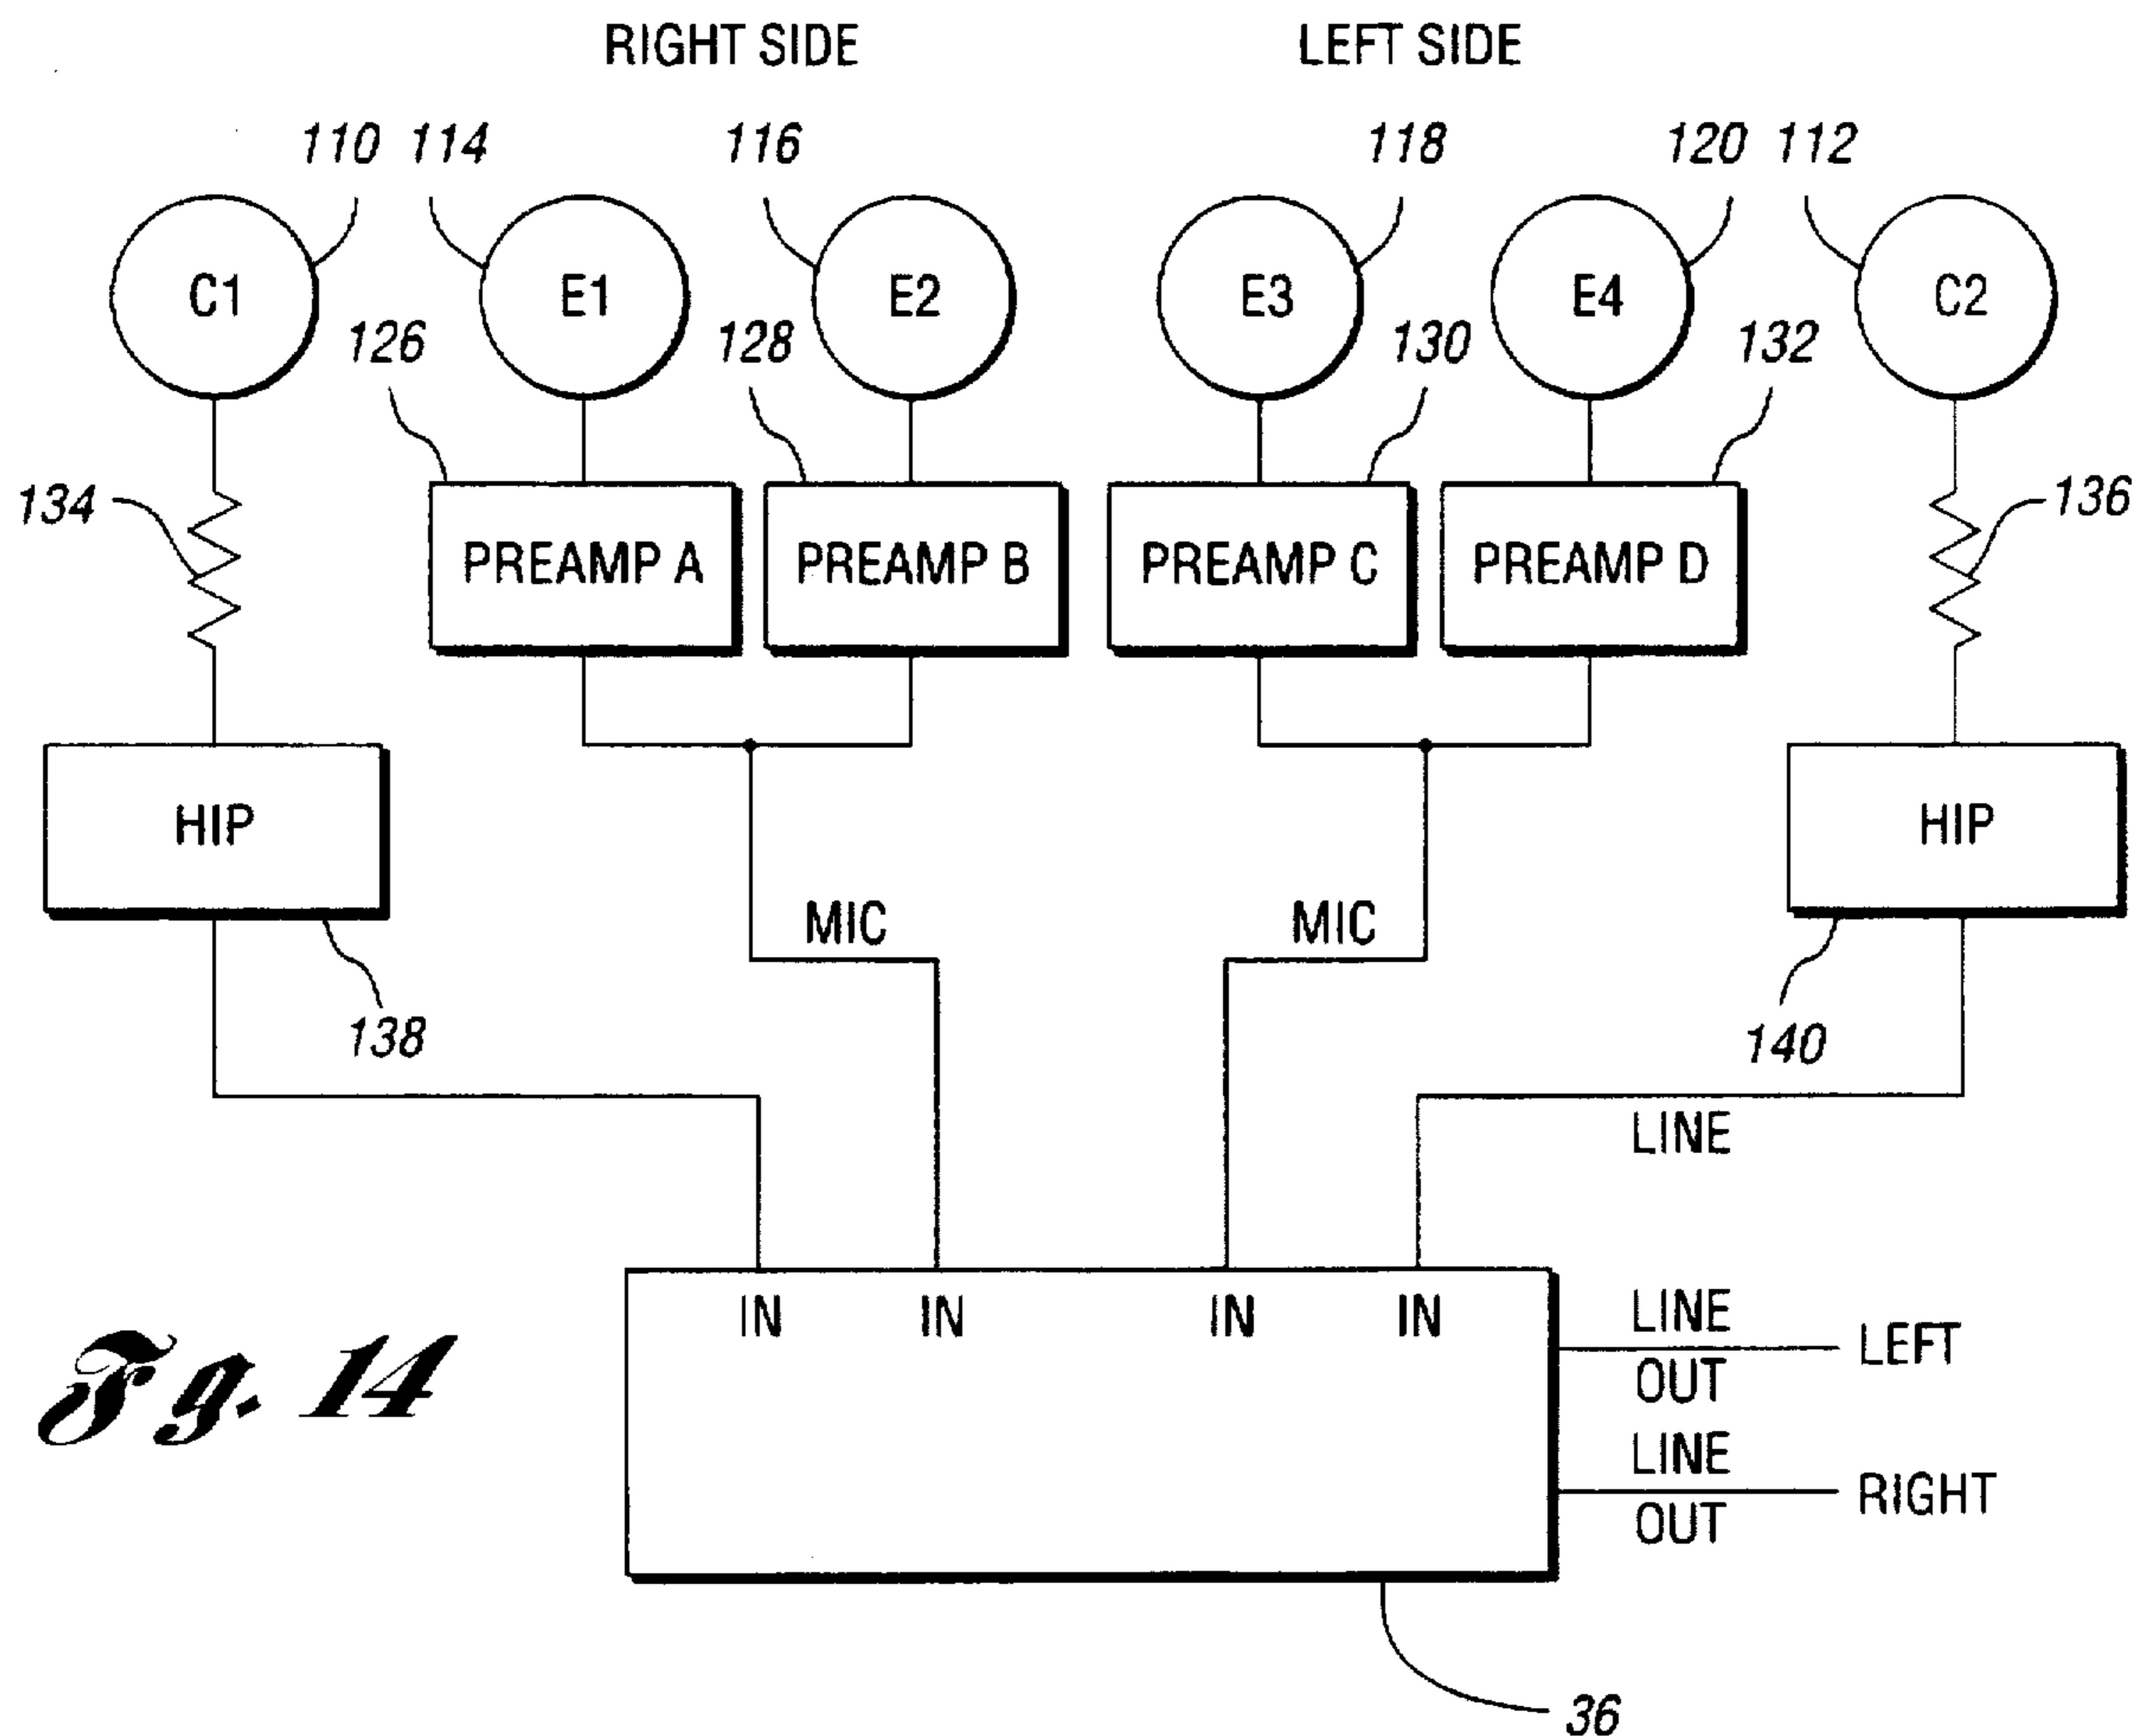 RIGHT SIDE LEFT SIDE
110 114 116 118 120 112
C1 E1 E2 E3 E4 C2
126 128 130 132
134 136
PREAMP A PREAMP B PREAMP C PREAMP D
HIP HIP
MIC MIC
138 140
LINE
IN IN IN IN
LINE
OUT
LEFT
LINE
OUT
RIGHT
Fig. 14
36